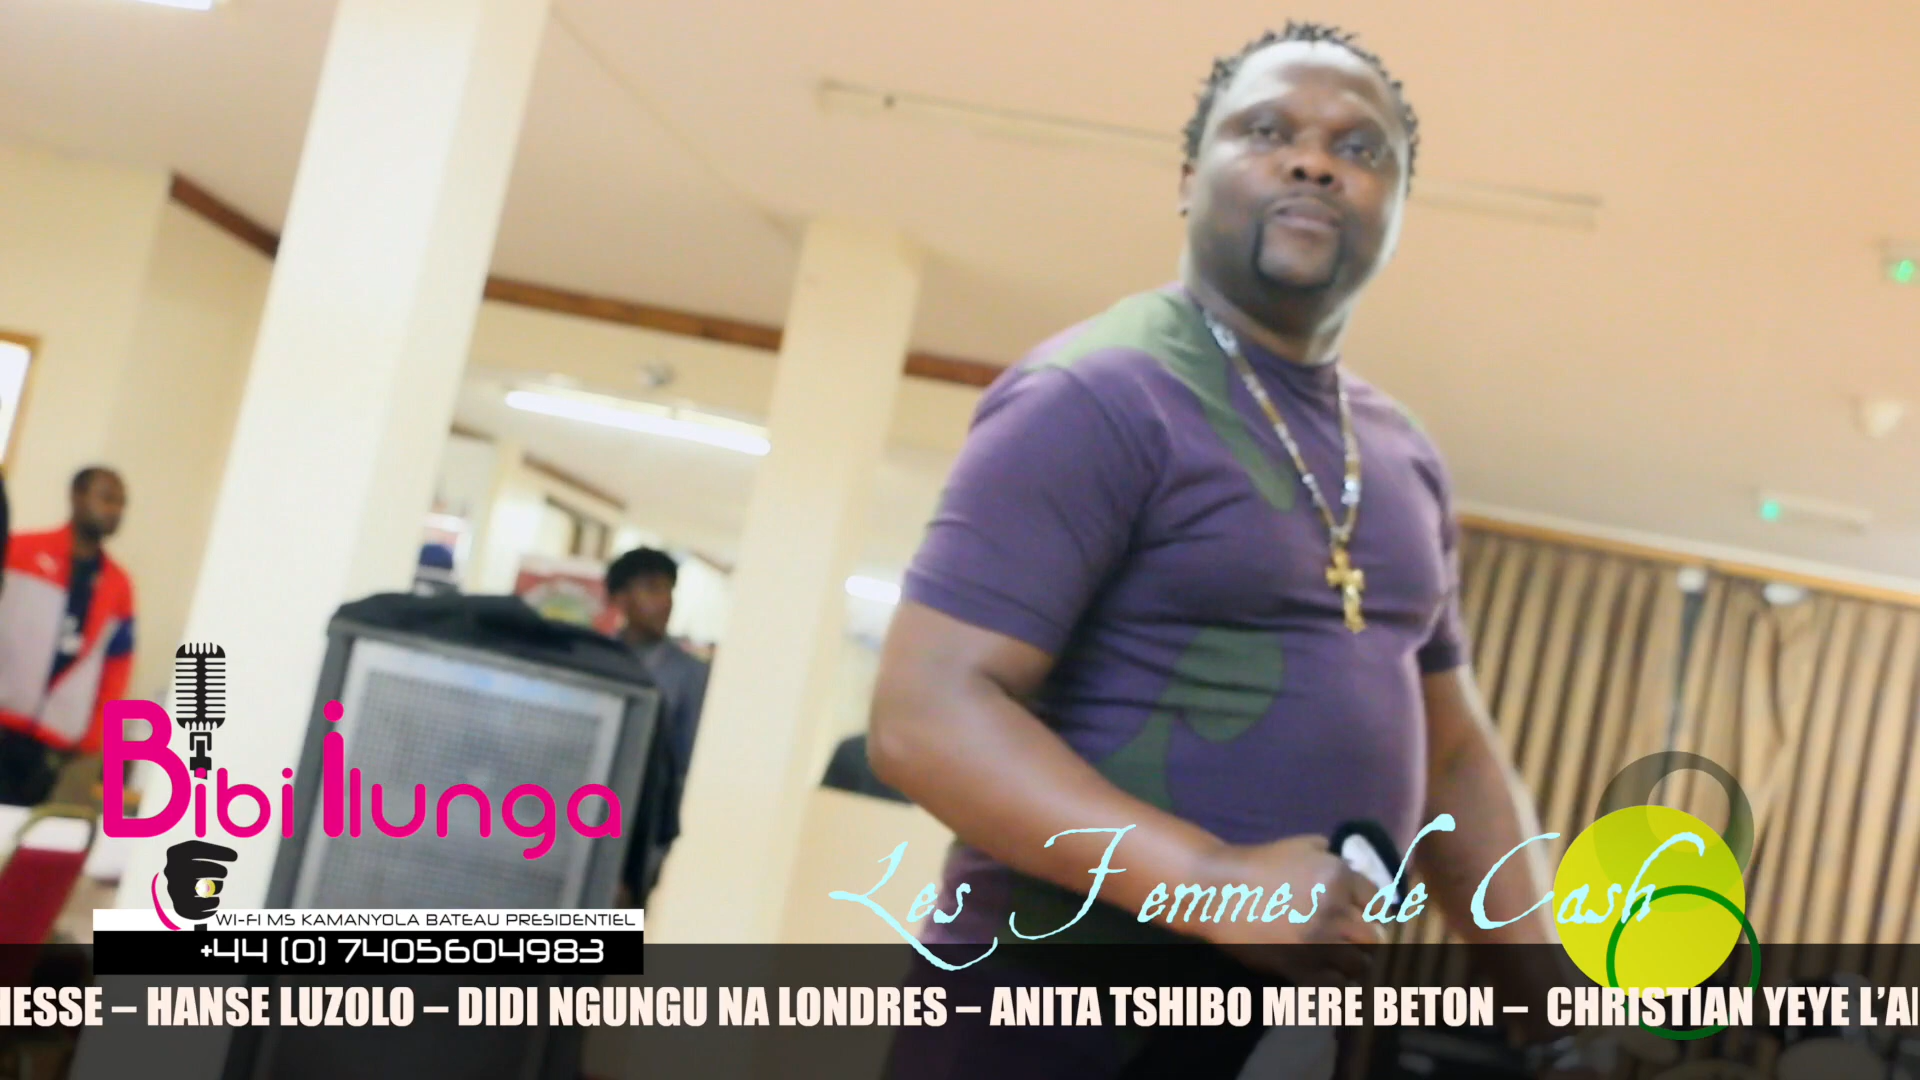 Bibi Ilunga
WI-FI MS KAMANYOLA BATEAU PRESIDENTIEL
+44 (0) 7405604983
Les Femmes de Cash
HESSE – HANSE LUZOLO – DIDI NGUNGU NA LONDRES – ANITA TSHIBO MERE BETON – CHRISTIAN YEYE L'A